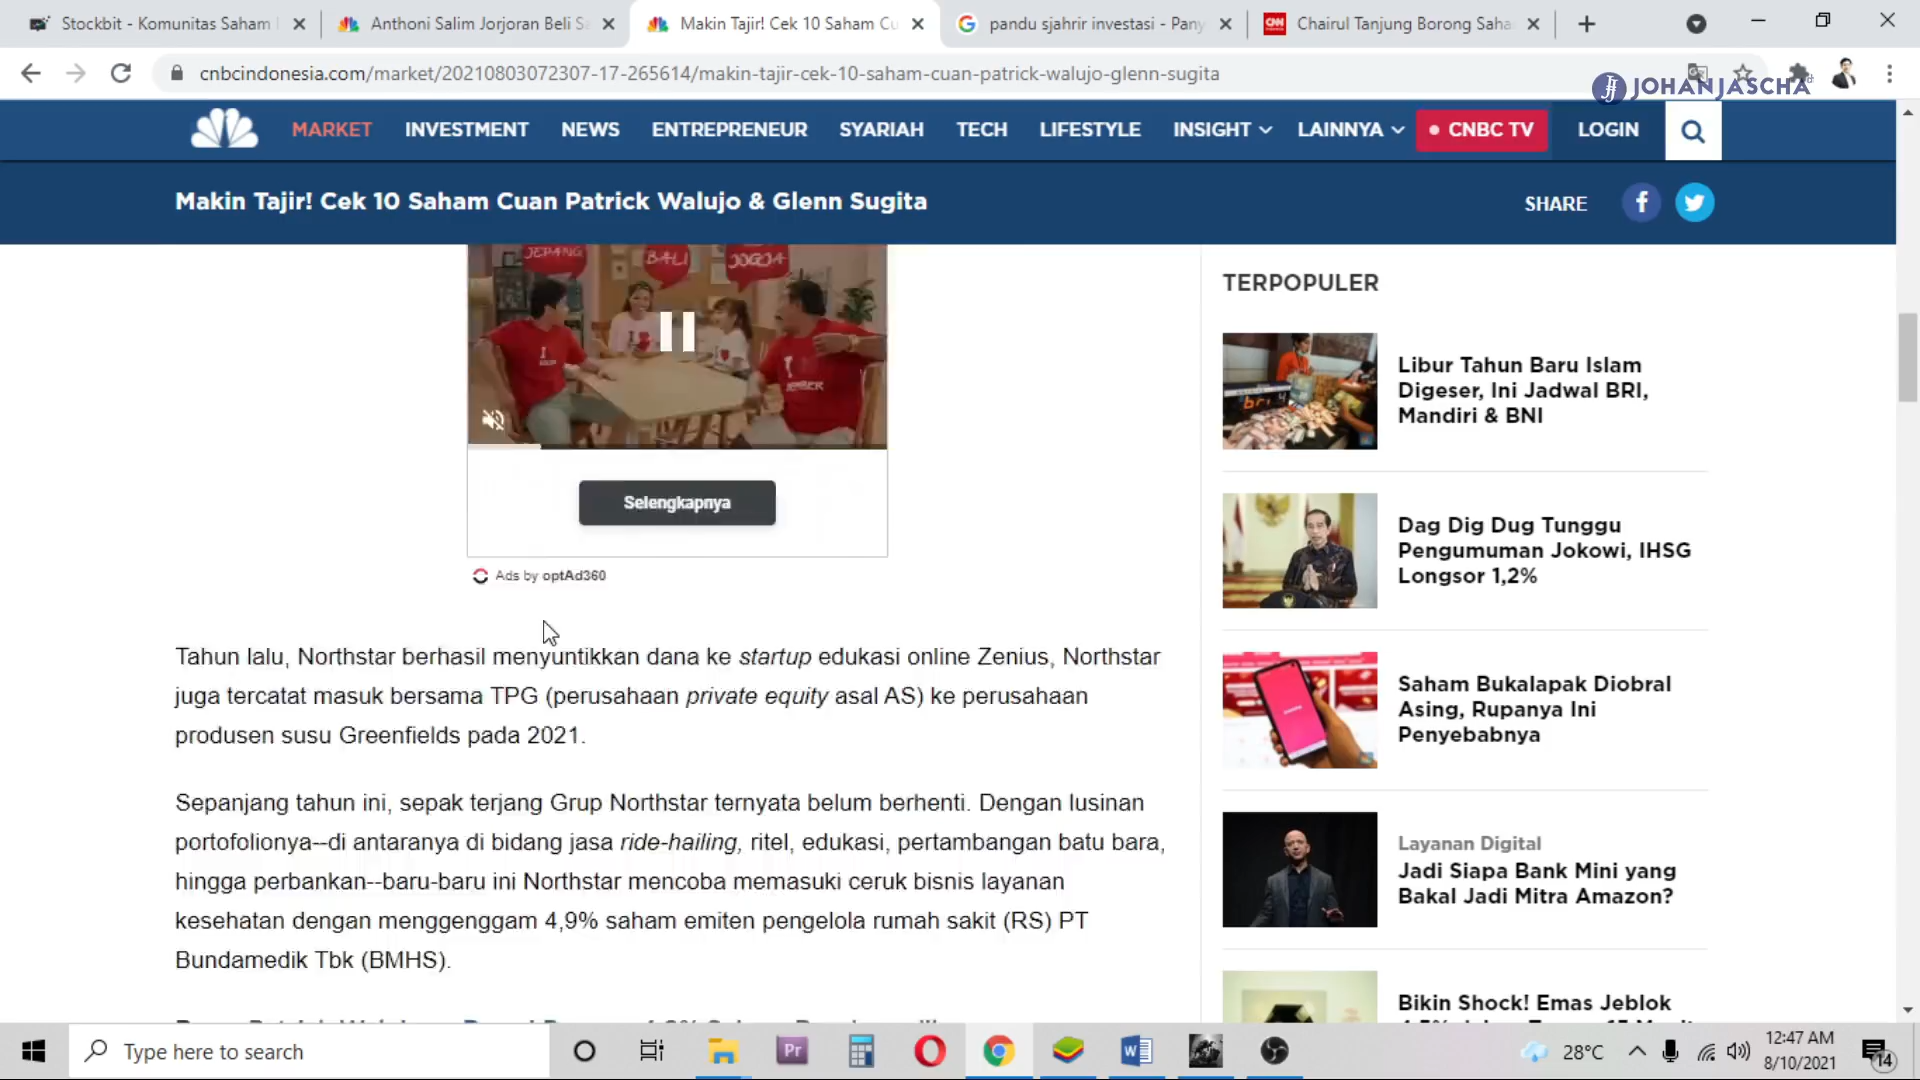 Stockbit - Komunitas Saham
Anthoni Salim Jorjoran Beli Sa
Makin Tajir! Cek 10 Saham Cu
pandu sjahrir investasi - Pany
Chairul Tanjung Borong Saha
cnbcindonesia.com/market/20210803072307-17-265614/makin-tajir-cek-10-saham-cuan-patrick-walujo-glenn-sugita
JOHANJASCHA
MARKET INVESTMENT NEWS ENTREPRENEUR SYARIAH TECH LIFESTYLE INSIGHT LAINNYA CNBC TV LOGIN
Makin Tajir! Cek 10 Saham Cuan Patrick Walujo & Glenn Sugita
SHARE
JEPANG BALI JOGJA
JEMBER
Selengkapnya
Ads by optAd360
Tahun lalu, Northstar berhasil menyuntikkan dana ke startup edukasi online Zenius, Northstar
juga tercatat masuk bersama TPG (perusahaan private equity asal AS) ke perusahaan
produsen susu Greenfields pada 2021.
Sepanjang tahun ini, sepak terjang Grup Northstar ternyata belum berhenti. Dengan lusinan
portofolionya--di antaranya di bidang jasa ride-hailing, ritel, edukasi, pertambangan batu bara,
hingga perbankan--baru-baru ini Northstar mencoba memasuki ceruk bisnis layanan
kesehatan dengan menggenggam 4,9% saham emiten pengelola rumah sakit (RS) PT
Bundamedik Tbk (BMHS).
TERPOPULER
Libur Tahun Baru Islam
Digeser, Ini Jadwal BRI,
Mandiri & BNI
Dag Dig Dug Tunggu
Pengumuman Jokowi, IHSG
Longsor 1,2%
Saham Bukalapak Diobral
Asing, Rupanya Ini
Penyebabnya
Layanan Digital
Jadi Siapa Bank Mini yang
Bakal Jadi Mitra Amazon?
Bikin Shock! Emas Jeblok
Type here to search
Pr
28°C
12:47 AM
8/10/2021
14